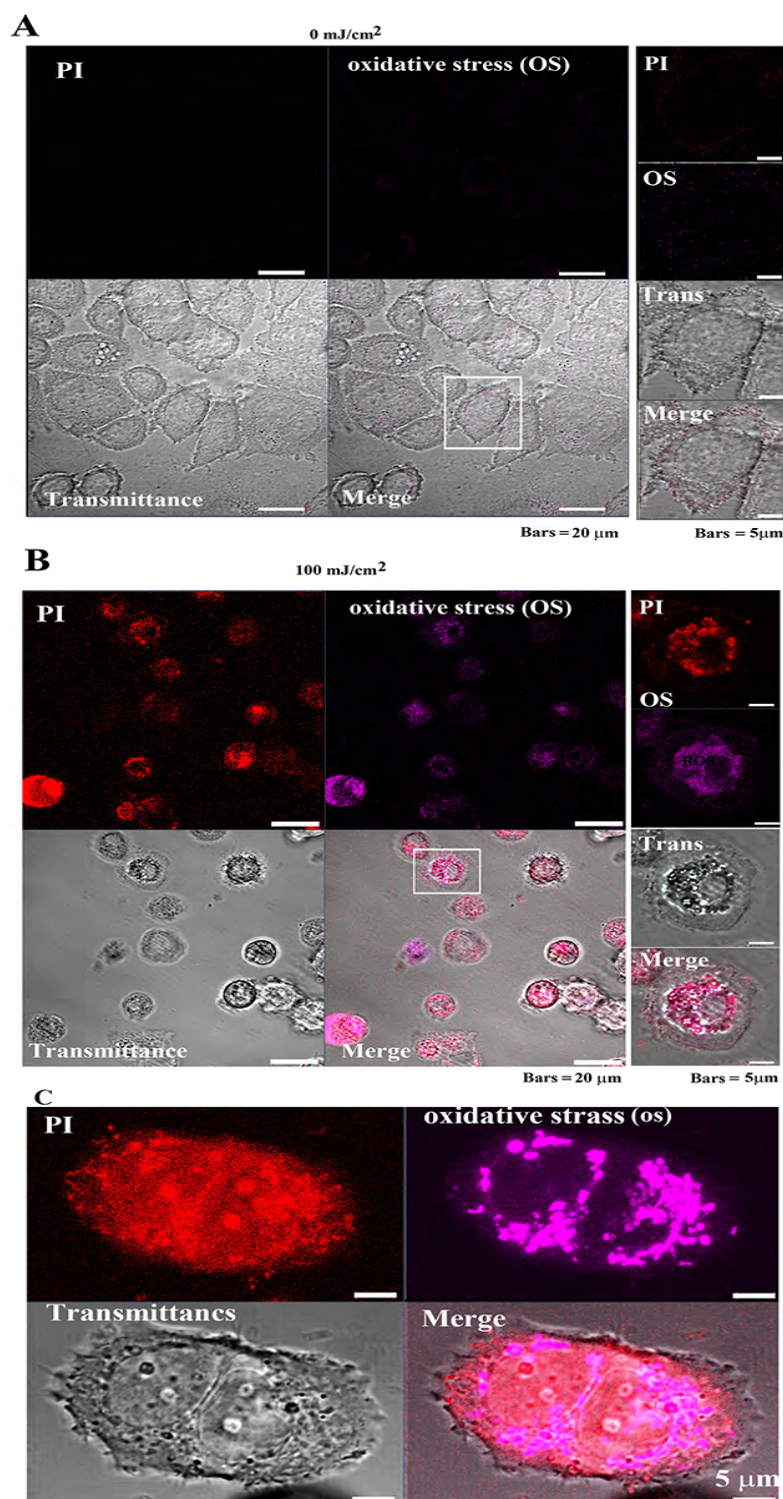 A
0 mJ/cm²
PI
oxidative stress (OS)
PI
OS
Trans
Transmittance
Merge
Merge
Bars = 20 μm
Bars = 5μm
B
100 mJ/cm²
PI
oxidative stress (OS)
PI
OS
ROS
Trans
Transmittance
Merge
Merge
Bars = 20 μm
Bars = 5μm
C
PI
oxidative strass (os)
Transmittancs
Merge
5 μm